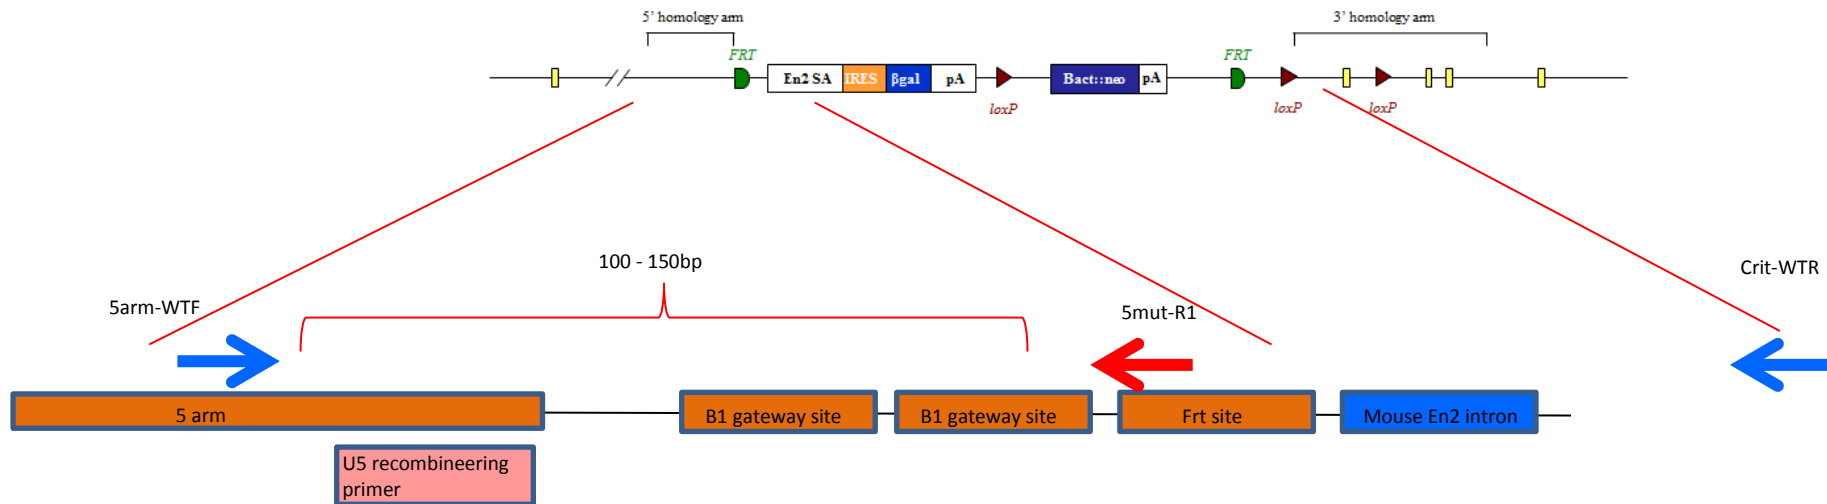 5' homology arm
3' homology arm
FRT
FRT
En2 SA
IRES
βgal
pA
Bact::neo
pA
loxP
loxP
loxP
100 - 150bp
Crit-WTR
5arm-WTF
5mut-R1
5 arm
B1 gateway site
B1 gateway site
Frt site
Mouse En2 intron
U5 recombineering
primer